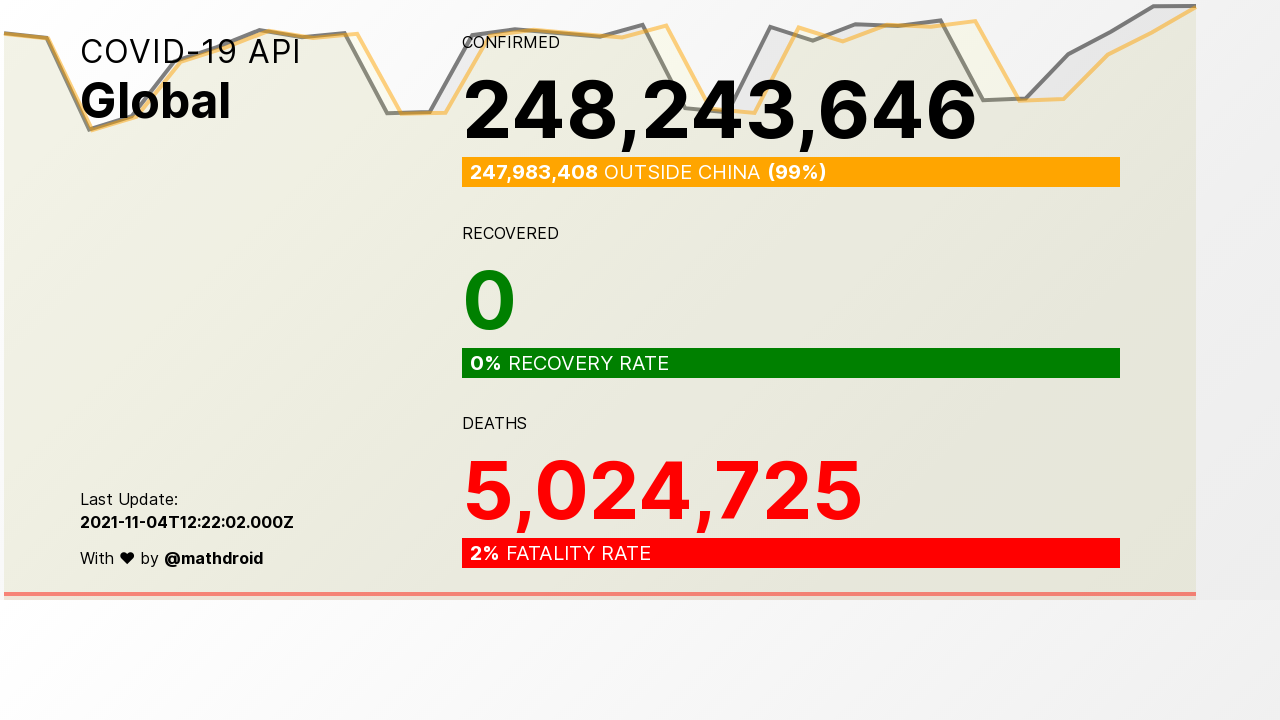 COVID-19 API
Global
CONFIRMED
248,243,646
247,983,408 OUTSIDE CHINA (99%)
RECOVERED
0
0% RECOVERY RATE
DEATHS
5,024,725
2% FATALITY RATE
Last Update:
2021-11-04T12:22:02.000Z
With ♥ by @mathdroid